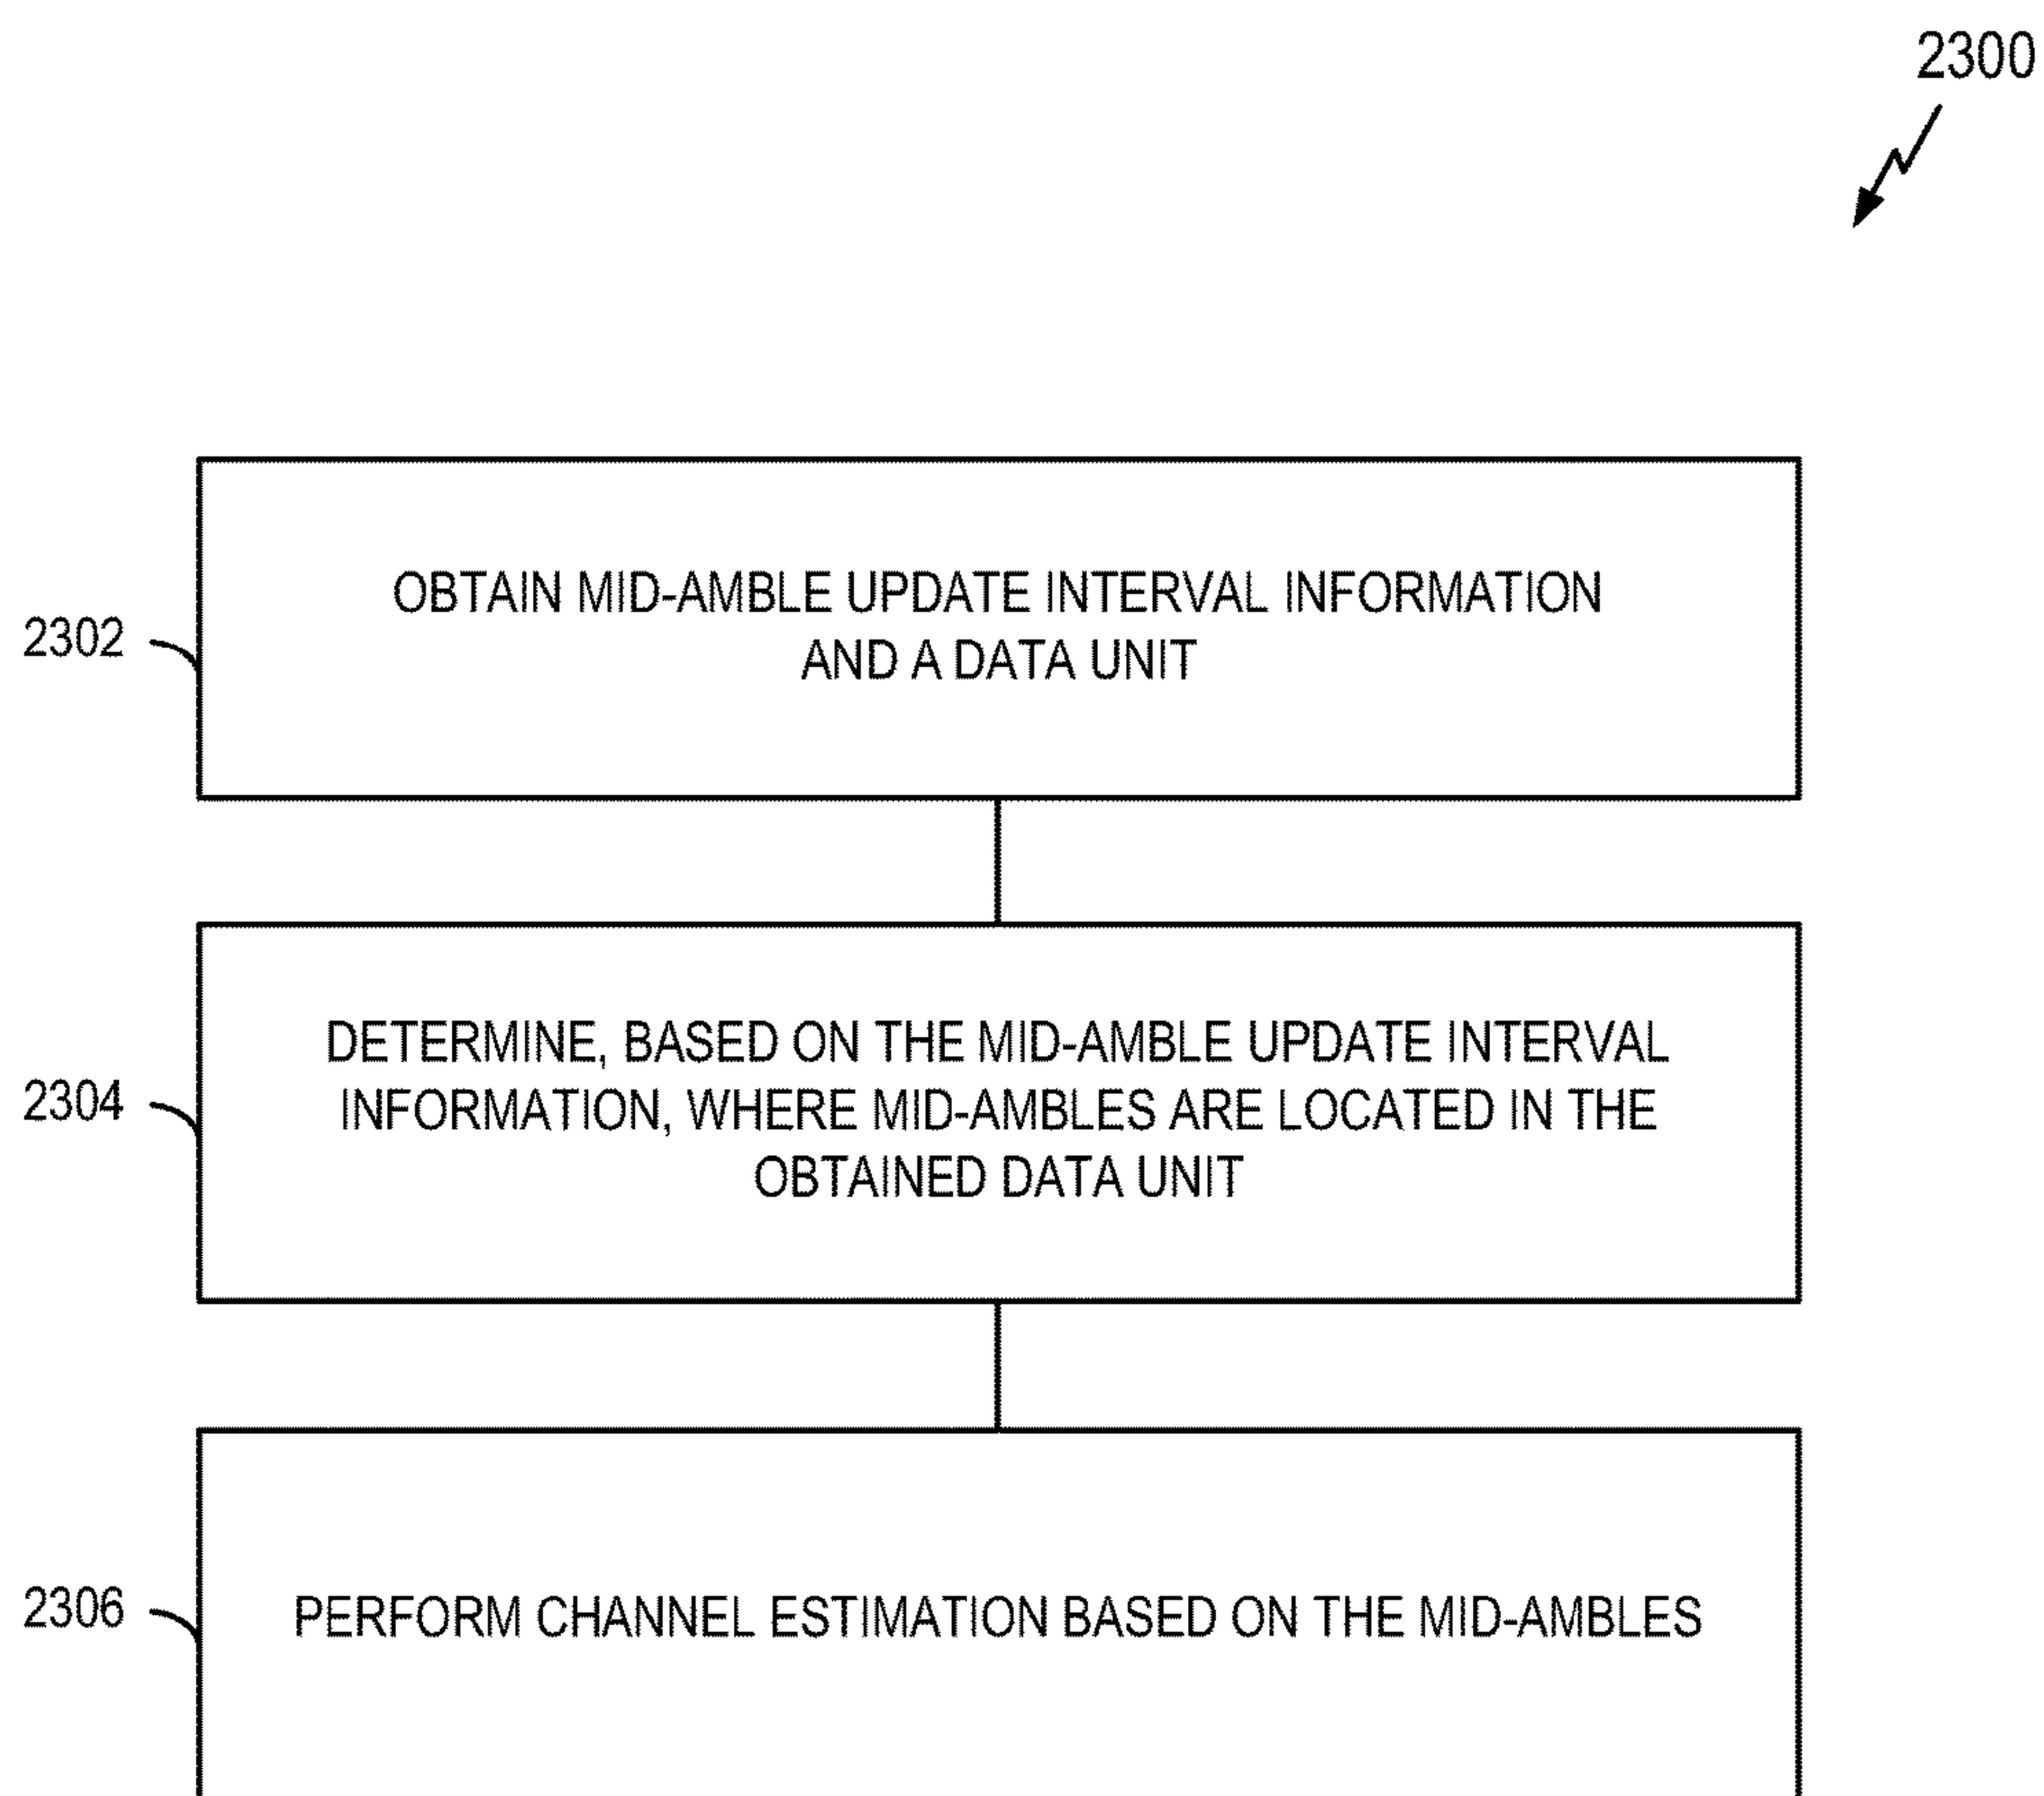 2300
2302
OBTAIN MID-AMBLE UPDATE INTERVAL INFORMATION
AND A DATA UNIT
2304
DETERMINE, BASED ON THE MID-AMBLE UPDATE INTERVAL
INFORMATION, WHERE MID-AMBLES ARE LOCATED IN THE
OBTAINED DATA UNIT
2306
PERFORM CHANNEL ESTIMATION BASED ON THE MID-AMBLES